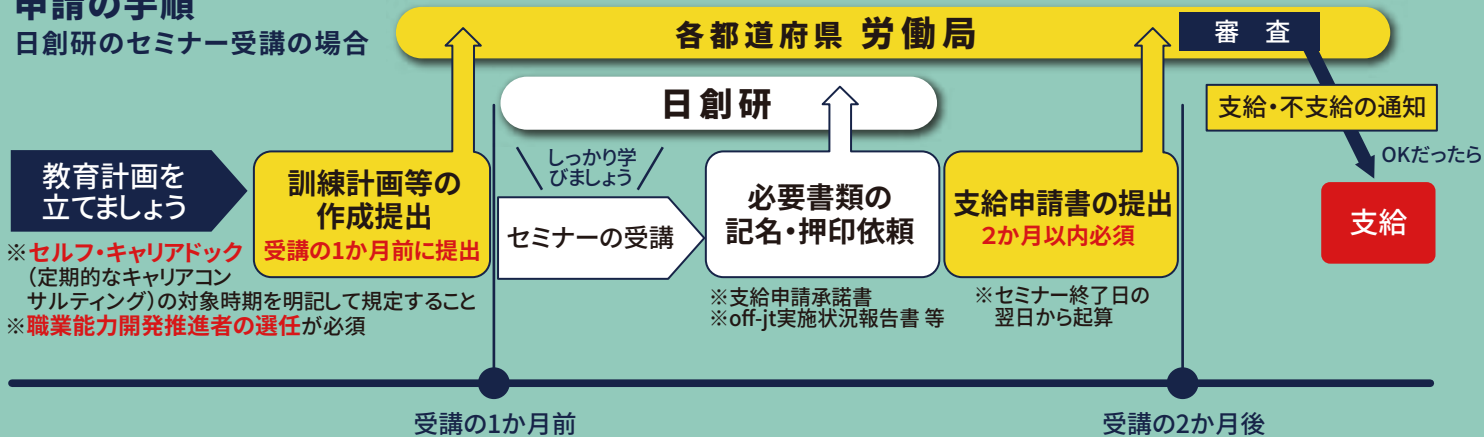 申請の手順
日創研のセミナー受講の場合
各都道府県 労働局
審 査
日創研
支給・不支給の通知
OKだったら
支給
教育計画を
立てましょう
訓練計画等の
作成提出
受講の1か月前に提出
しっかり学
びましょう
セミナーの受講
必要書類の
記名・押印依頼
支給申請書の提出
2か月以内必須
※セルフ・キャリアドック
(定期的なキャリアコン
サルティング)の対象時期を明記して規定すること
※職業能力開発推進者の選任が必須
※支給申請承諾書
※off-jt実施状況報告書 等
※セミナー終了日の
翌日から起算
受講の1か月前
受講の2か月後